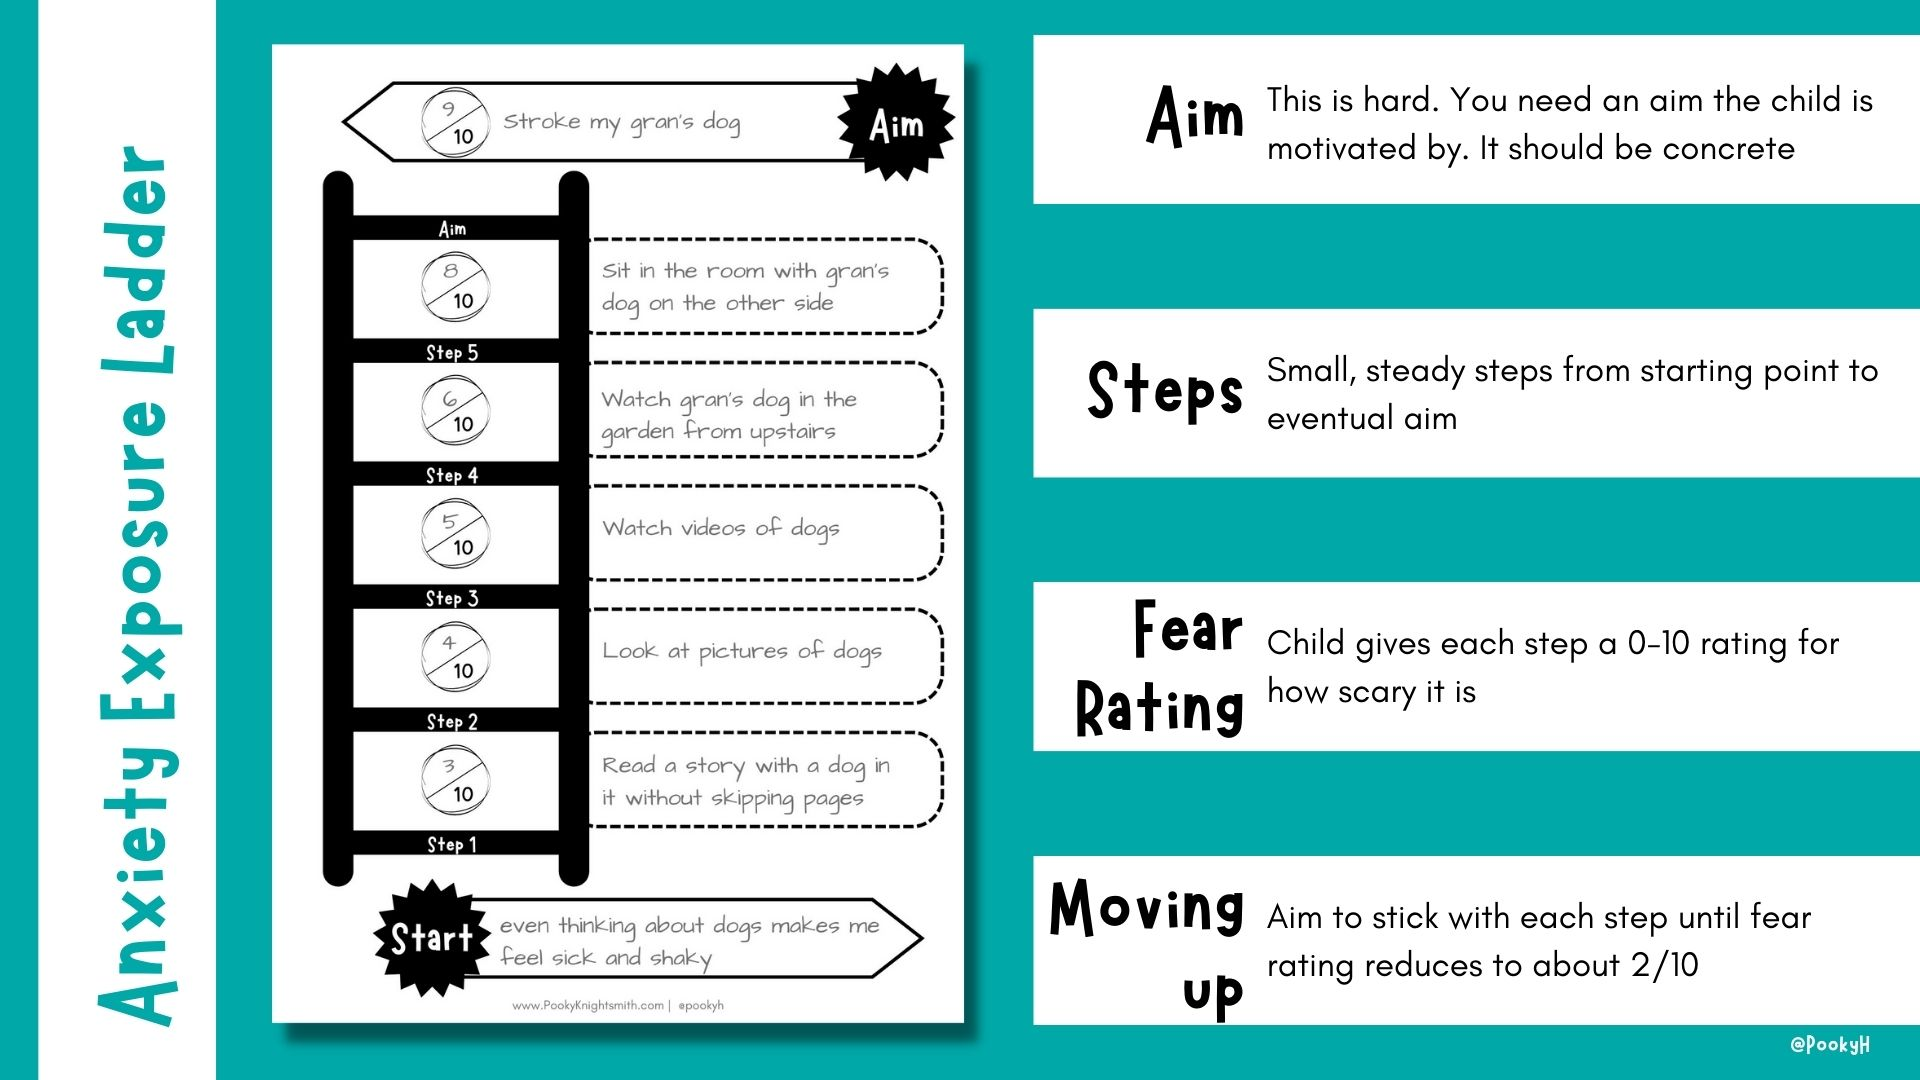 Anxiety Exposure Ladder
9
10
Stroke my gran's dog
Aim
Aim
8
10
Sit in the room with gran's
dog on the other side
Step 5
6
10
Watch gran's dog in the
garden from upstairs
Step 4
5
10
Watch videos of dogs
Step 3
4
10
Look at pictures of dogs
Step 2
3
10
Read a story with a dog in
it without skipping pages
Step 1
Start
even thinking about dogs makes me
feel sick and shaky
www.PookyKnightsmith.com | @pookyh
Aim
This is hard. You need an aim the child is
motivated by. It should be concrete
Steps
Small, steady steps from starting point to
eventual aim
Fear
Rating
Child gives each step a 0-10 rating for
how scary it is
Moving
up
Aim to stick with each step until fear
rating reduces to about 2/10
@PookyH